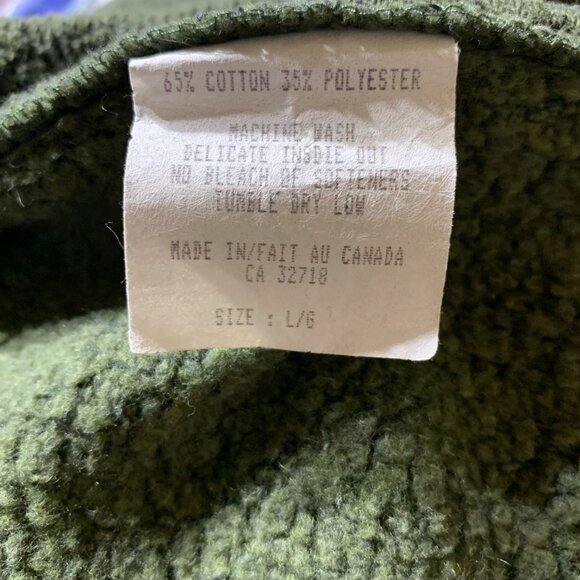 65% COTTON 35% POLYESTER
MACHINE WASH
DELICATE INSDIE OUT
NO BLEACH OF SOFTENERS
TUMBLE DRY LOW
MADE IN/FAIT AU CANADA
CA 32718
SIZE : L/G